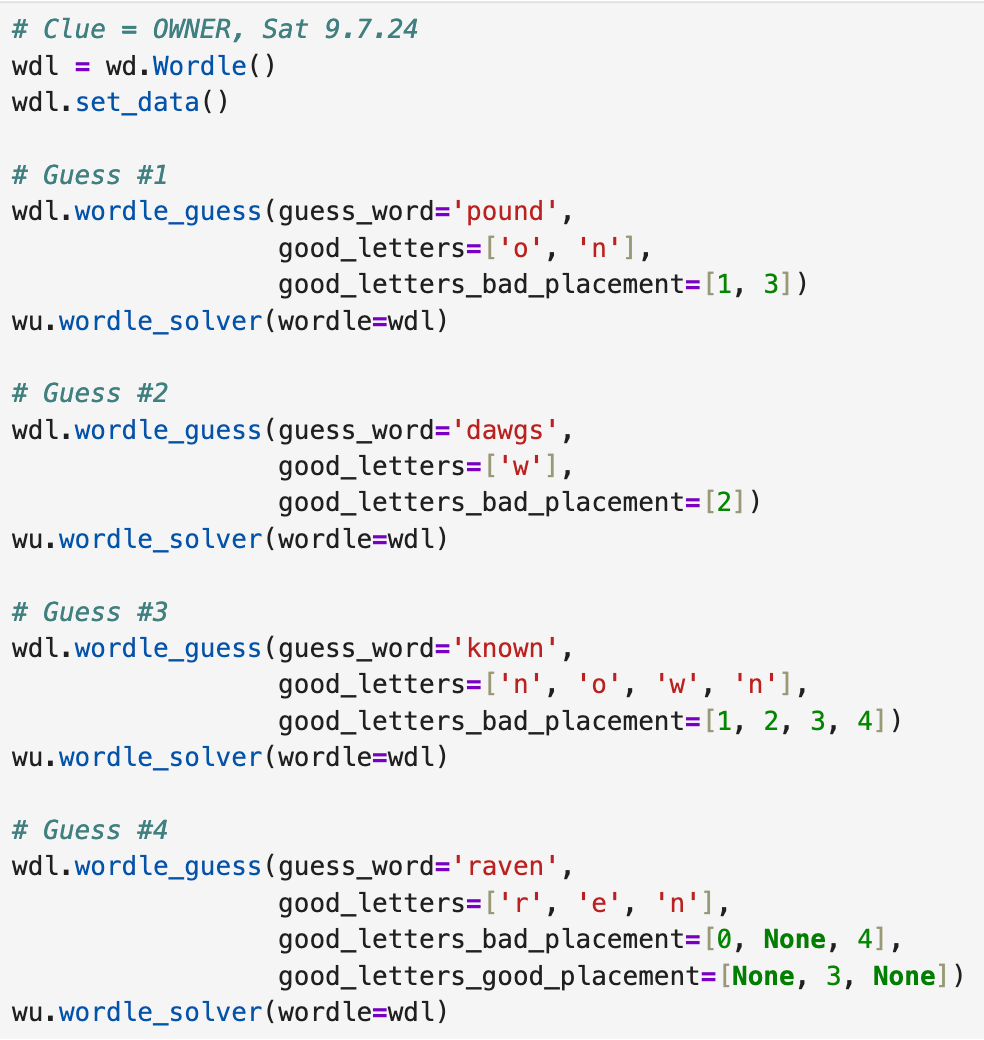 # Clue = OWNER, Sat 9.7.24
wdl = wd.Wordle()
wdl.set_data()

# Guess #1
wdl.wordle_guess(guess_word='pound',
                 good_letters=['o', 'n'],
                 good_letters_bad_placement=[1, 3])
wu.wordle_solver(wordle=wdl)

# Guess #2
wdl.wordle_guess(guess_word='dawgs',
                 good_letters=['w'],
                 good_letters_bad_placement=[2])
wu.wordle_solver(wordle=wdl)

# Guess #3
wdl.wordle_guess(guess_word='known',
                 good_letters=['n', 'o', 'w', 'n'],
                 good_letters_bad_placement=[1, 2, 3, 4])
wu.wordle_solver(wordle=wdl)

# Guess #4
wdl.wordle_guess(guess_word='raven',
                 good_letters=['r', 'e', 'n'],
                 good_letters_bad_placement=[0, None, 4],
                 good_letters_good_placement=[None, 3, None])
wu.wordle_solver(wordle=wdl)